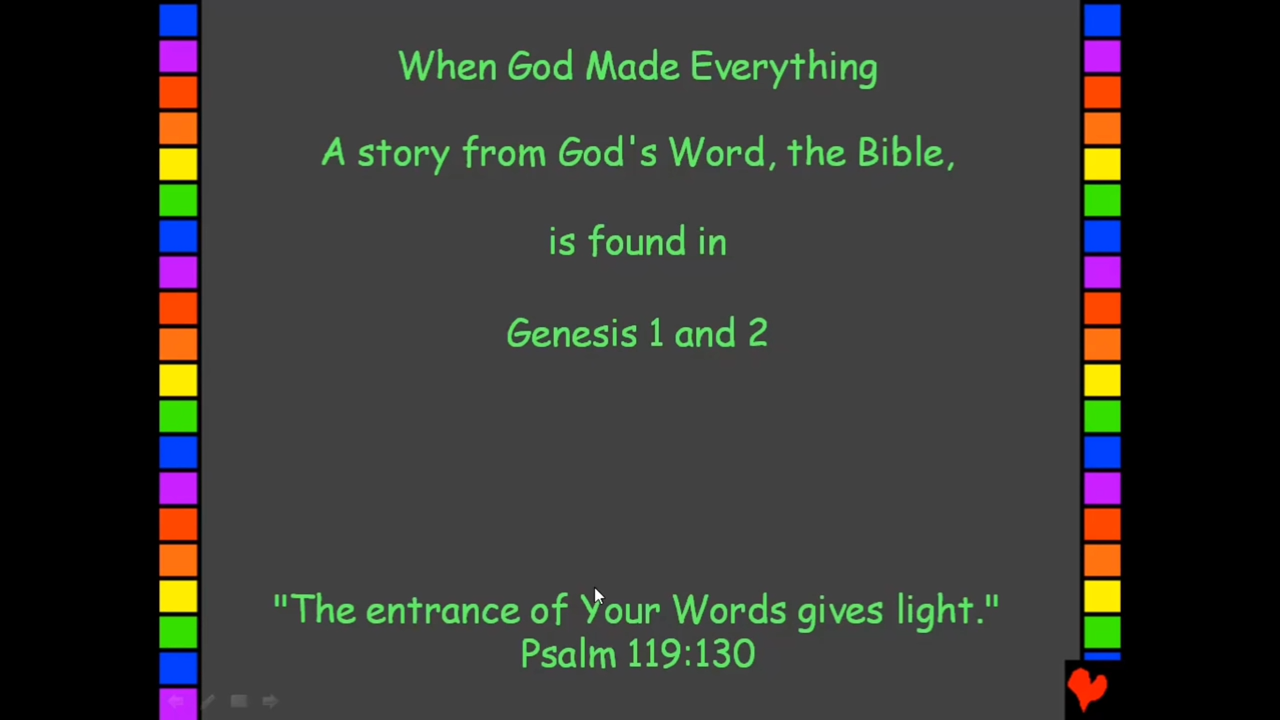 When God Made Everything
A story from God's Word, the Bible,
is found in
Genesis 1 and 2
"The entrance of Your Words gives light."
Psalm 119:130